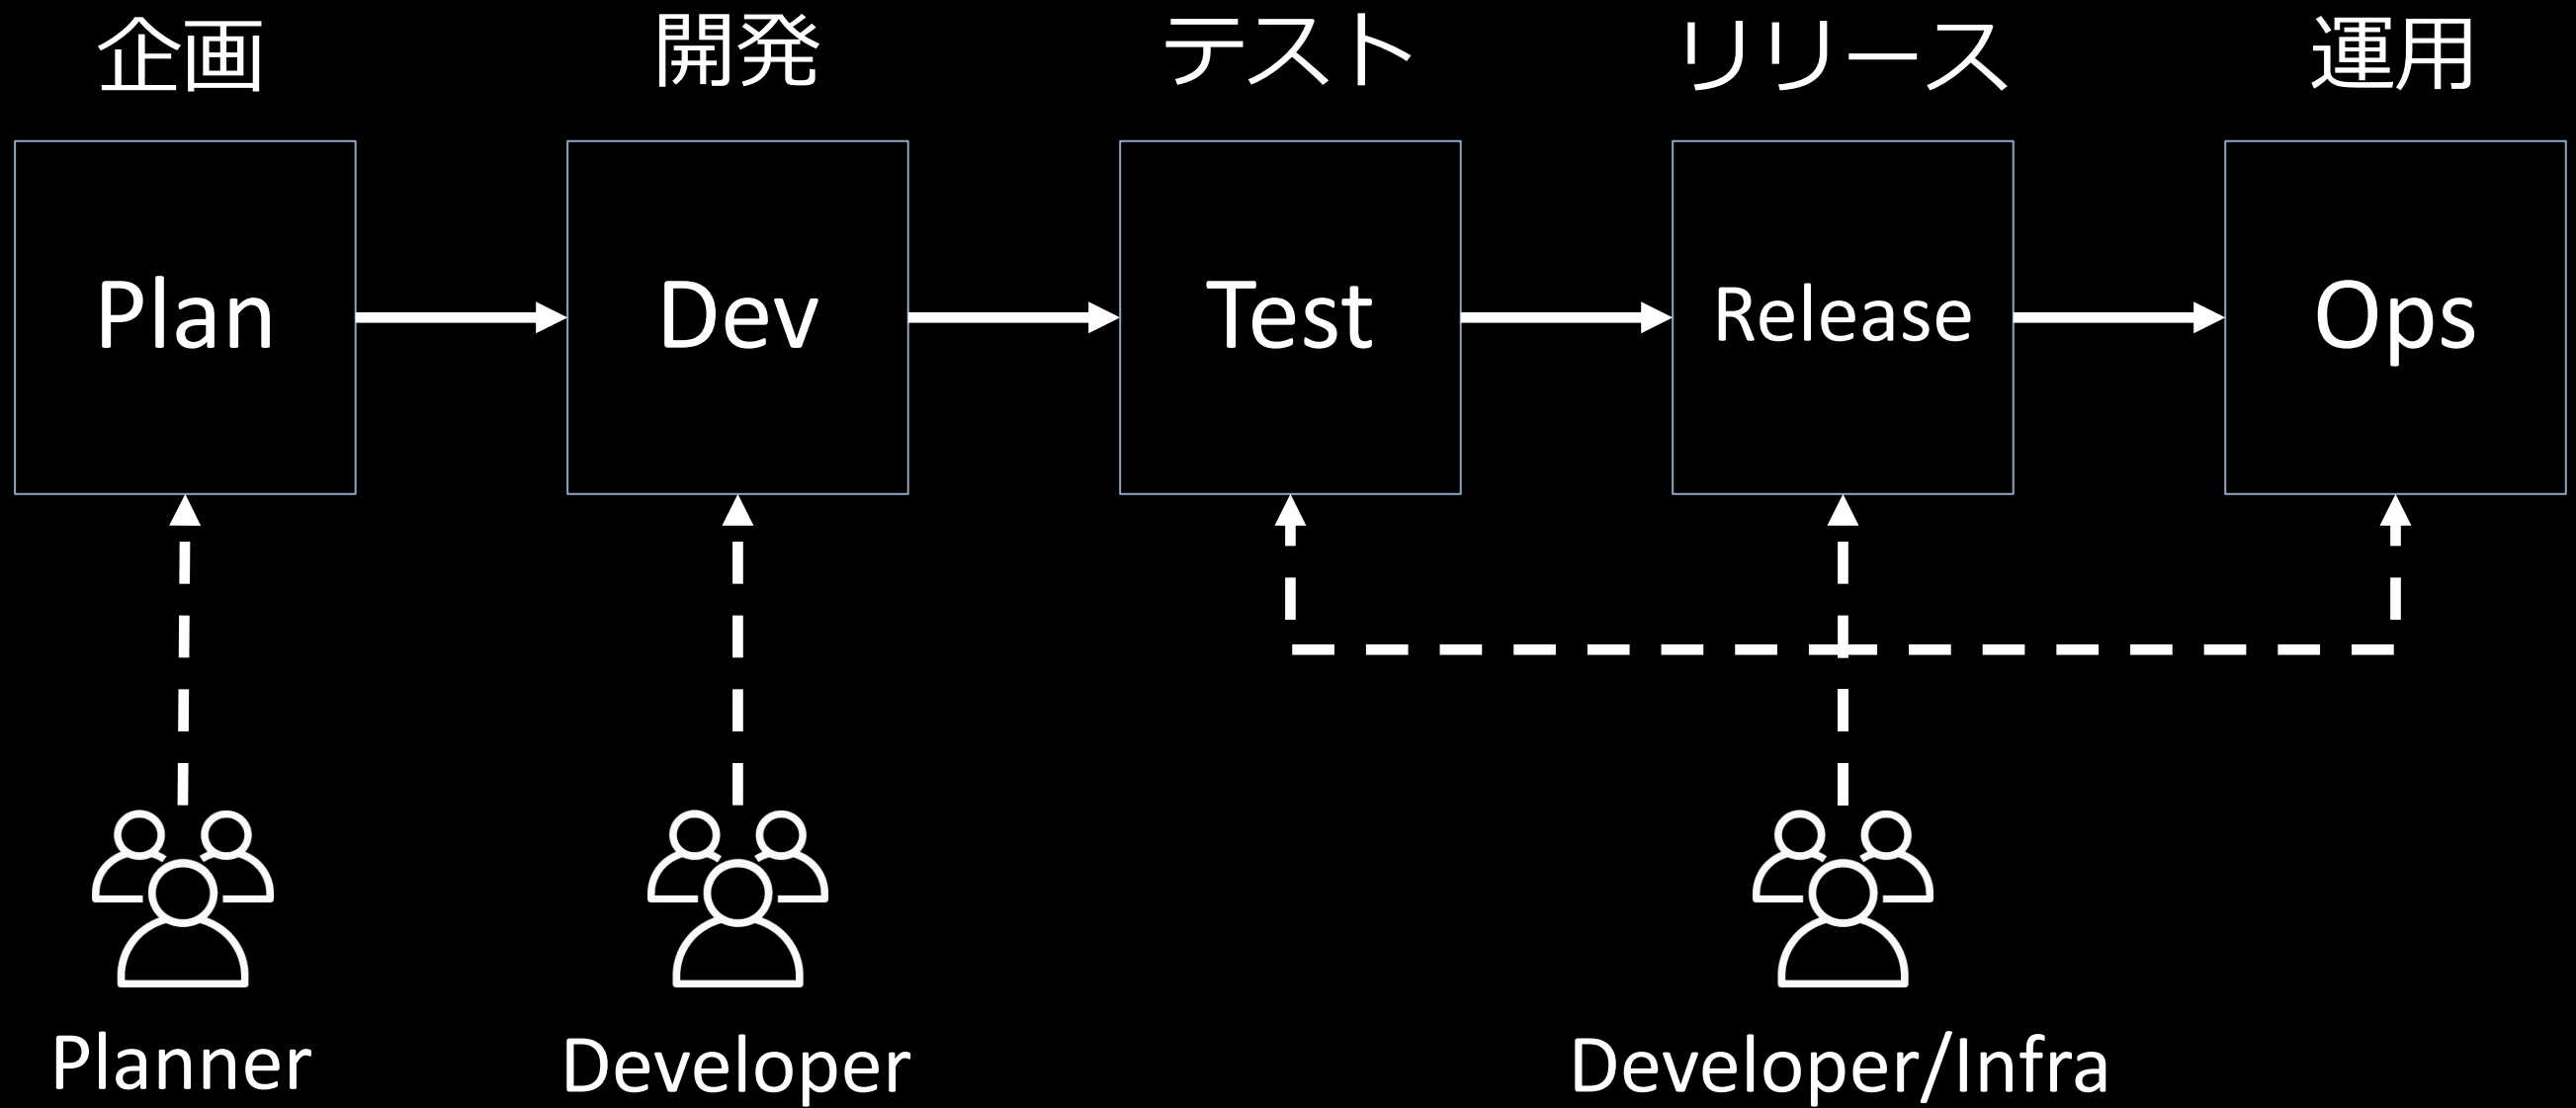 企画
開発
テスト
リリース
運用
Plan
Dev
Test
Release
Ops
Planner
Developer
Developer/Infra